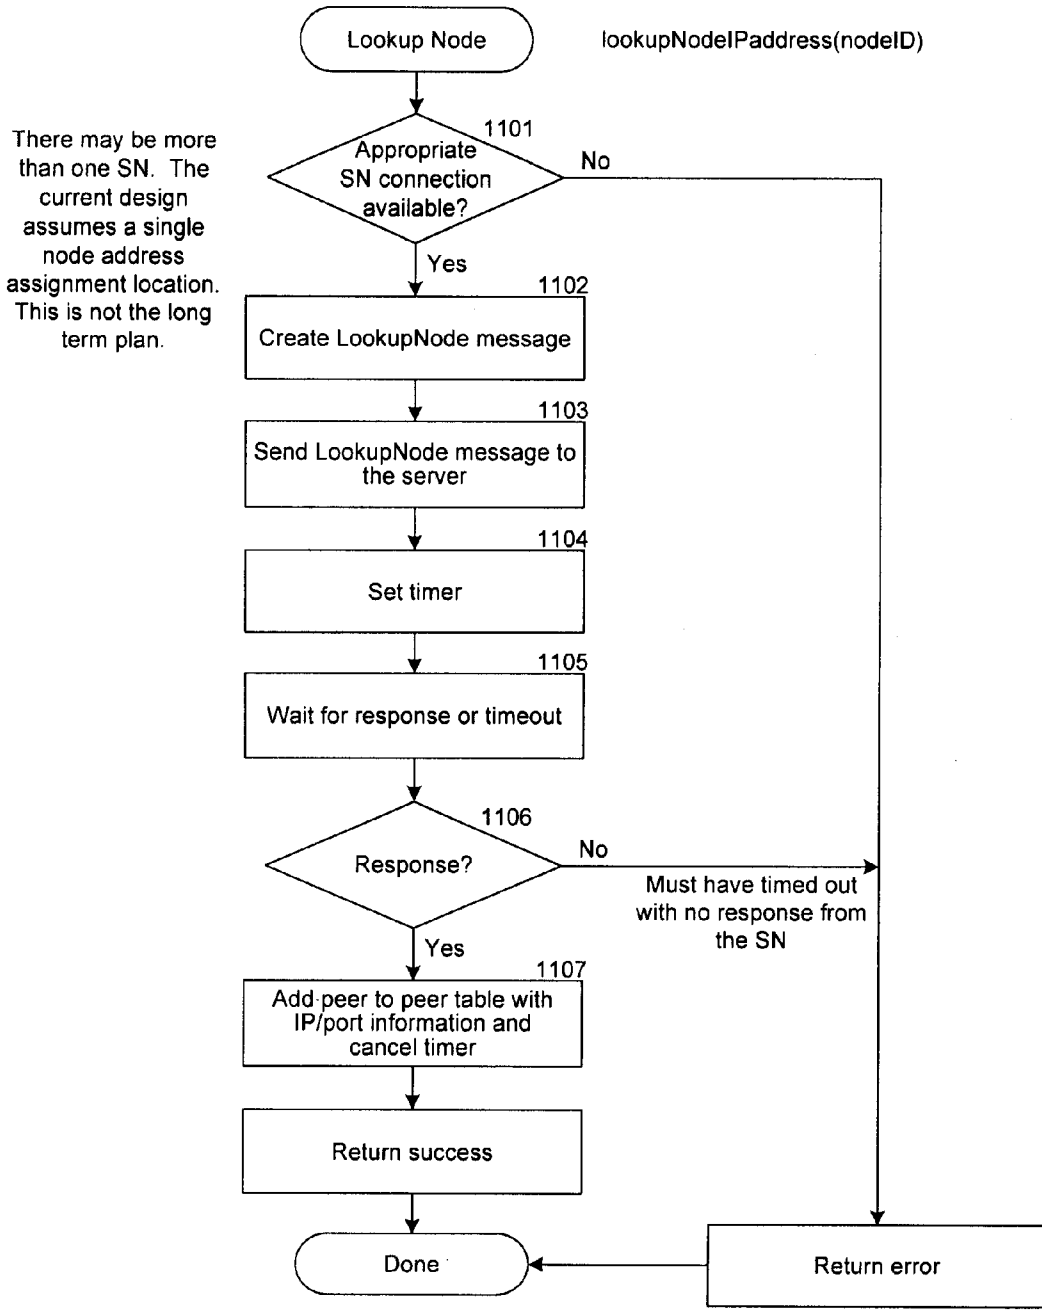 Lookup Node
lookupNodeIPaddress(nodeID)
There may be more
than one SN. The
current design
assumes a single
node address
assignment location.
This is not the long
term plan.
1101
Appropriate
SN connection
available?
No
Yes
1102
Create LookupNode message
1103
Send LookupNode message to
the server
1104
Set timer
1105
Wait for response or timeout
1106
Response?
No
Must have timed out
with no response from
the SN
Yes
1107
Add peer to peer table with
IP/port information and
cancel timer
Return success
Done
Return error